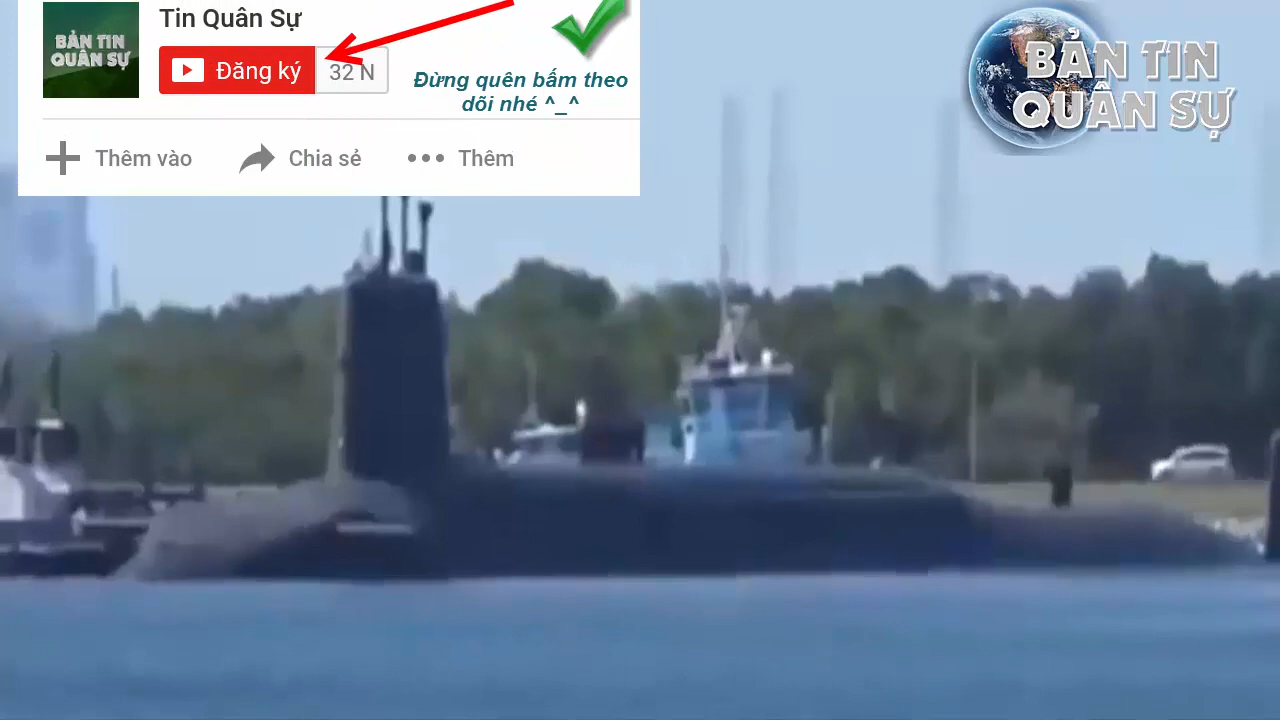 Tin Quân Sự
BẢN TIN
QUÂN SỰ
Đăng ký
32 N
Đừng quên bấm theo
dõi nhé ^_^
Thêm vào
Chia sẻ
Thêm
BẢN TIN
QUÂN SỰ